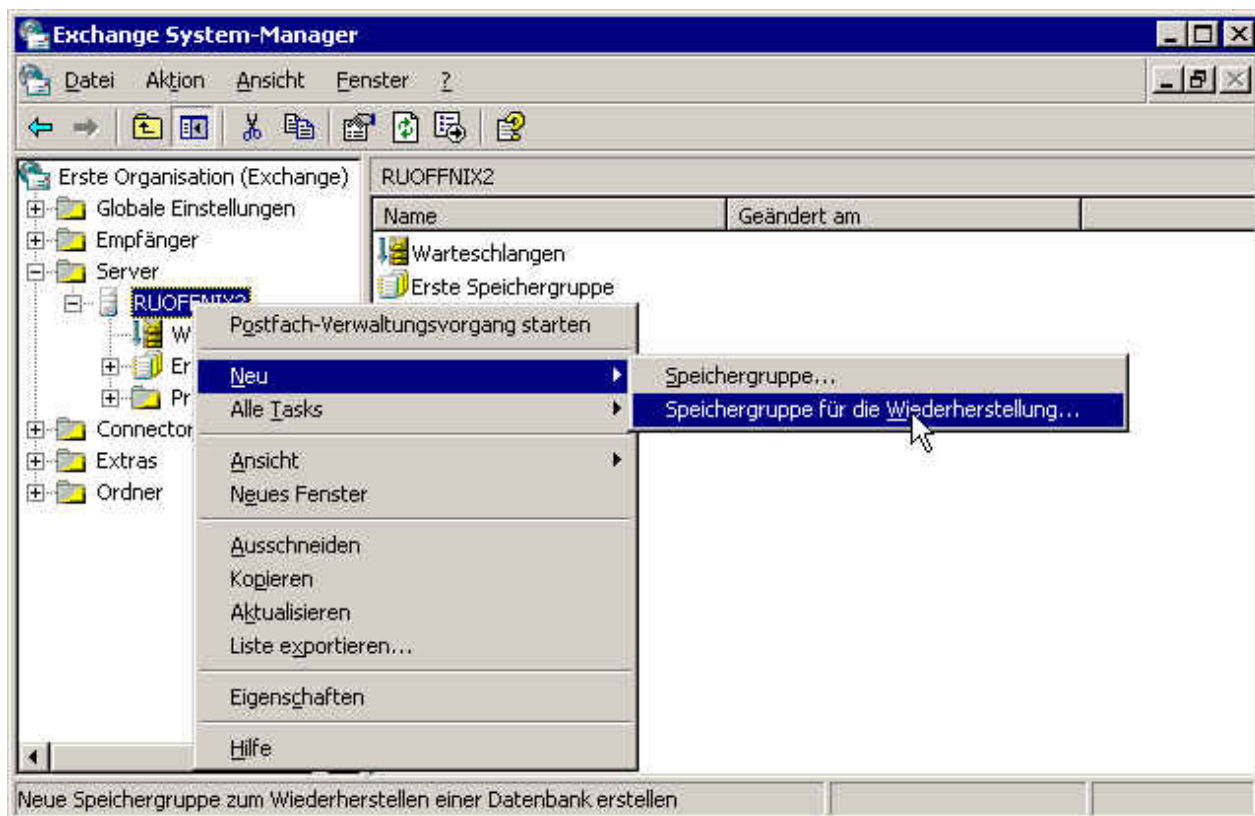 Exchange System-Manager
Datei Aktion Ansicht Fenster ?
Erste Organisation (Exchange)
Globale Einstellungen
Empfänger
Server
RUOFFNIX2
W
Er
Pr
Connector
Extras
Ordner
RUOFFNIX2
Name Geändert am
Warteschlangen
Erste Speichergruppe
Postfach-Verwaltungsvorgang starten
Neu
Alle Tasks
Ansicht
Neues Fenster
Ausschneiden
Kopieren
Aktualisieren
Liste exportieren...
Eigenschaften
Hilfe
Speichergruppe...
Speichergruppe für die Wiederherstellung...
Neue Speichergruppe zum Wiederherstellen einer Datenbank erstellen